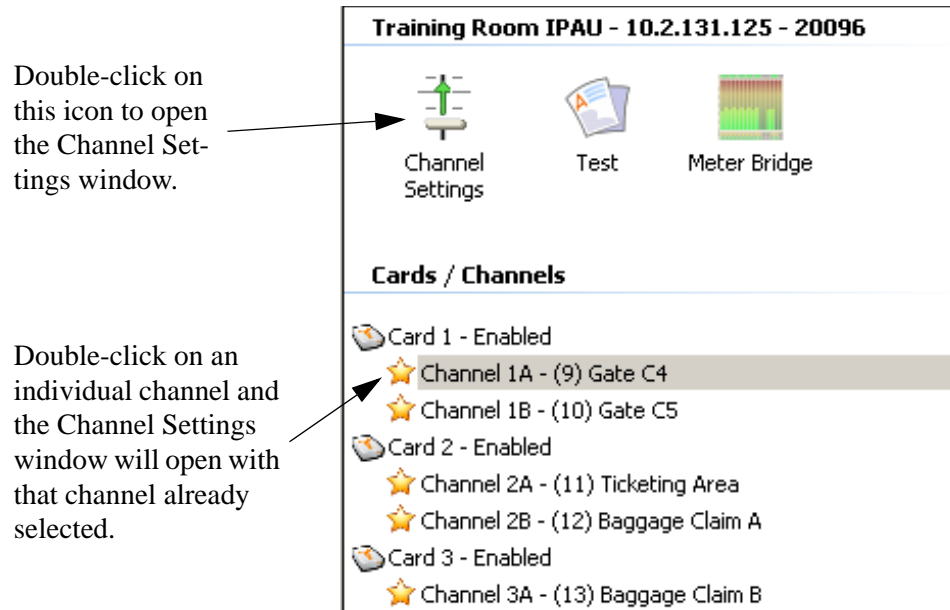 Training Room IPAU - 10.2.131.125 - 20096
Double-click on
this icon to open
the Channel Set-
tings window.
Channel
Settings
Test
Meter Bridge
Cards / Channels
Double-click on an
individual channel and
the Channel Settings
window will open with
that channel already
selected.
Card 1 - Enabled
Channel 1A - (9) Gate C4
Channel 1B - (10) Gate C5
Card 2 - Enabled
Channel 2A - (11) Ticketing Area
Channel 2B - (12) Baggage Claim A
Card 3 - Enabled
Channel 3A - (13) Baggage Claim B